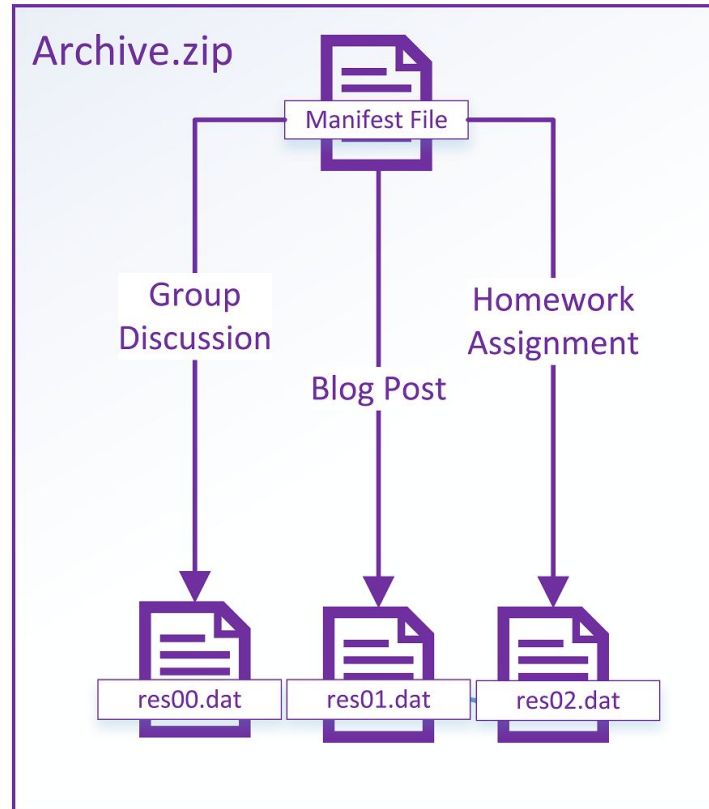 Archive.zip
Manifest File
Group
Discussion
Homework
Assignment
Blog Post
res00.dat
res01.dat
res02.dat